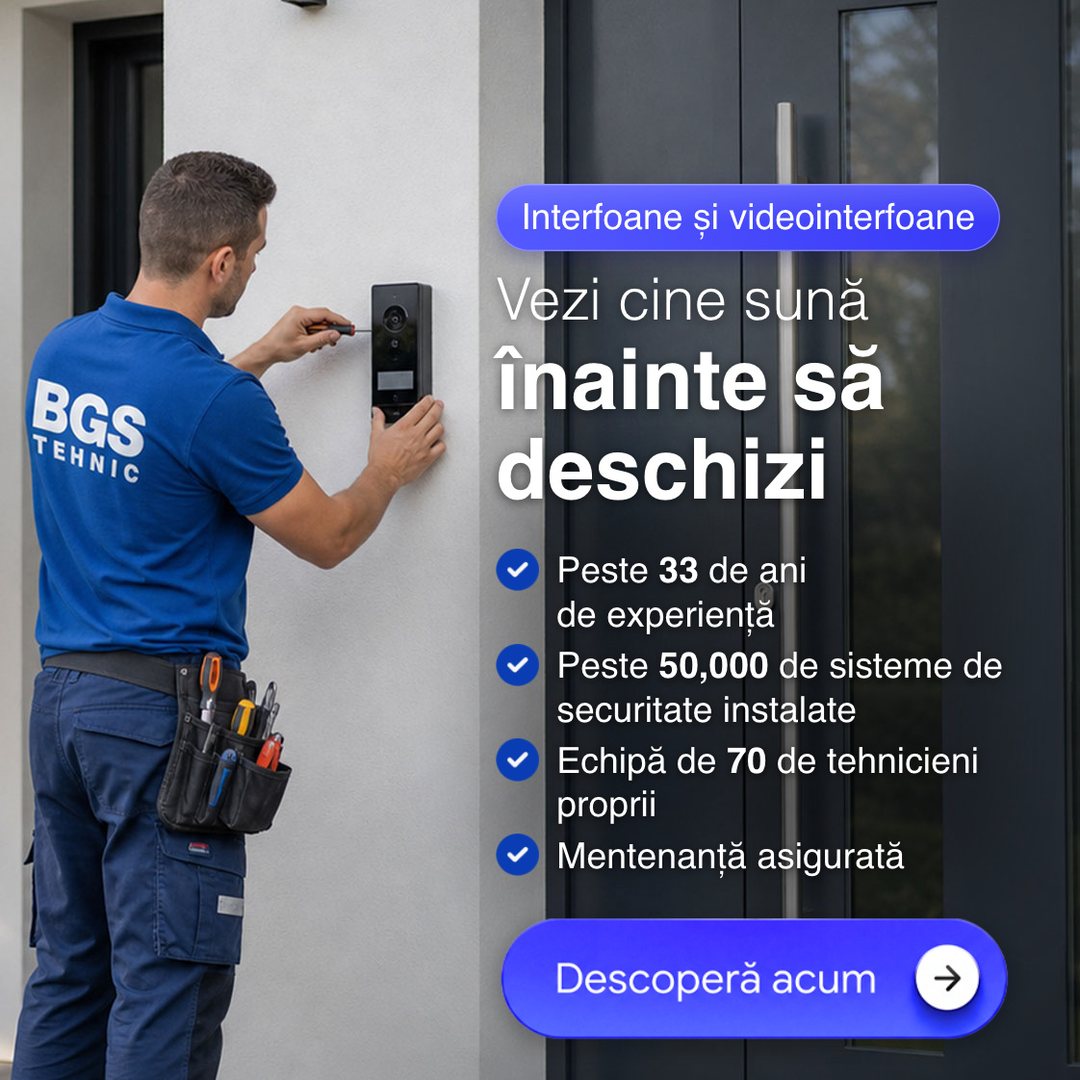 BGS
TEHNIC
Interfoane și videointerfoane
Vezi cine sună
înainte să
deschizi
Peste 33 de ani
de experiență
Peste 50,000 de sisteme de
securitate instalate
Echipă de 70 de tehnicieni
proprii
Mentenanță asigurată
Descoperă acum